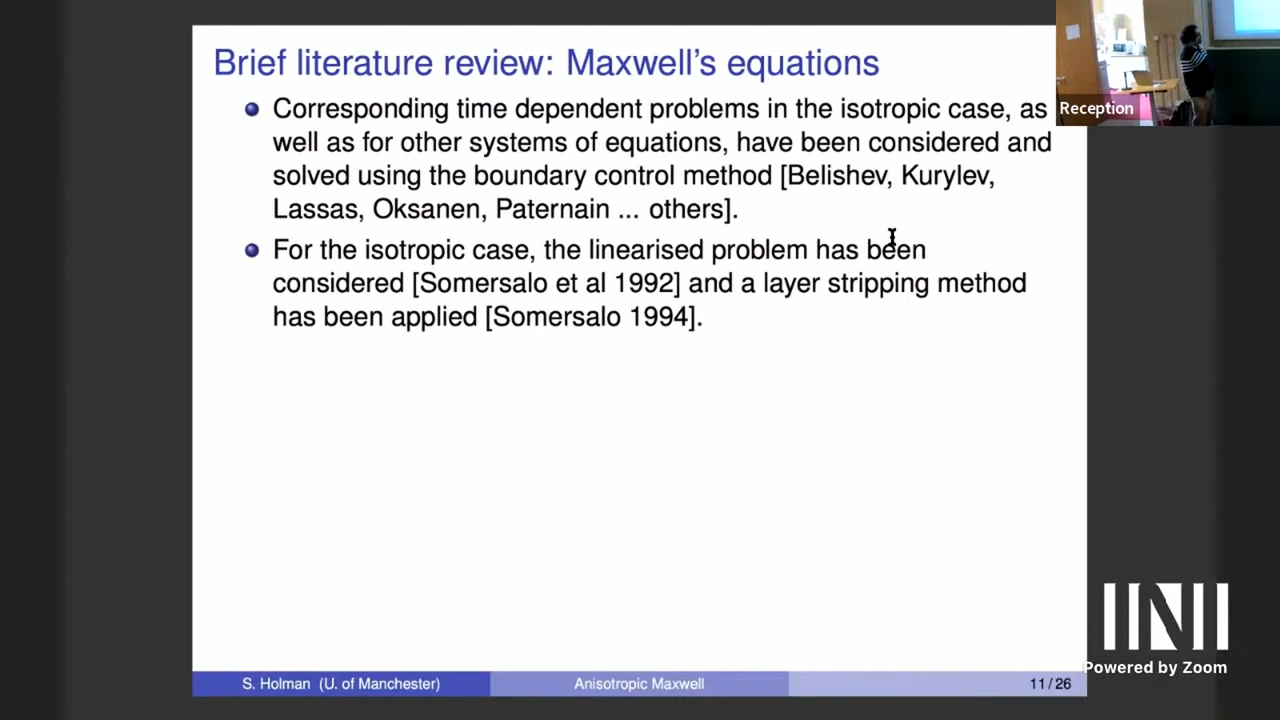 Brief literature review: Maxwell's equations
Corresponding time dependent problems in the isotropic case, as
well as for other systems of equations, have been considered and
solved using the boundary control method [Belishev, Kurylev,
Lassas, Oksanen, Paternain ... others].
For the isotropic case, the linearised problem has been
considered [Somersalo et al 1992] and a layer stripping method
has been applied [Somersalo 1994].
S. Holman (U. of Manchester)
Anisotropic Maxwell
11 / 26
Reception
INI
Powered by Zoom